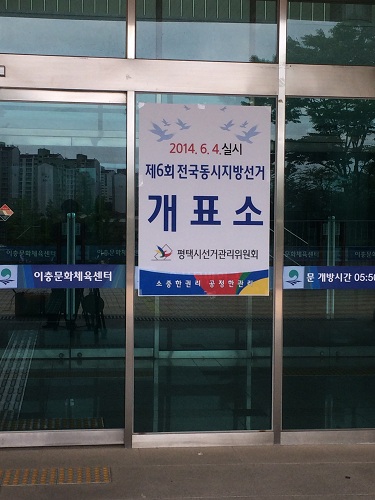 2014. 6. 4.실시
제6회 전국동시지방선거
개표소
평택시선거관리위원회
소중한권리 공정한관리
이충문화체육센터
문 개방시간 05:50